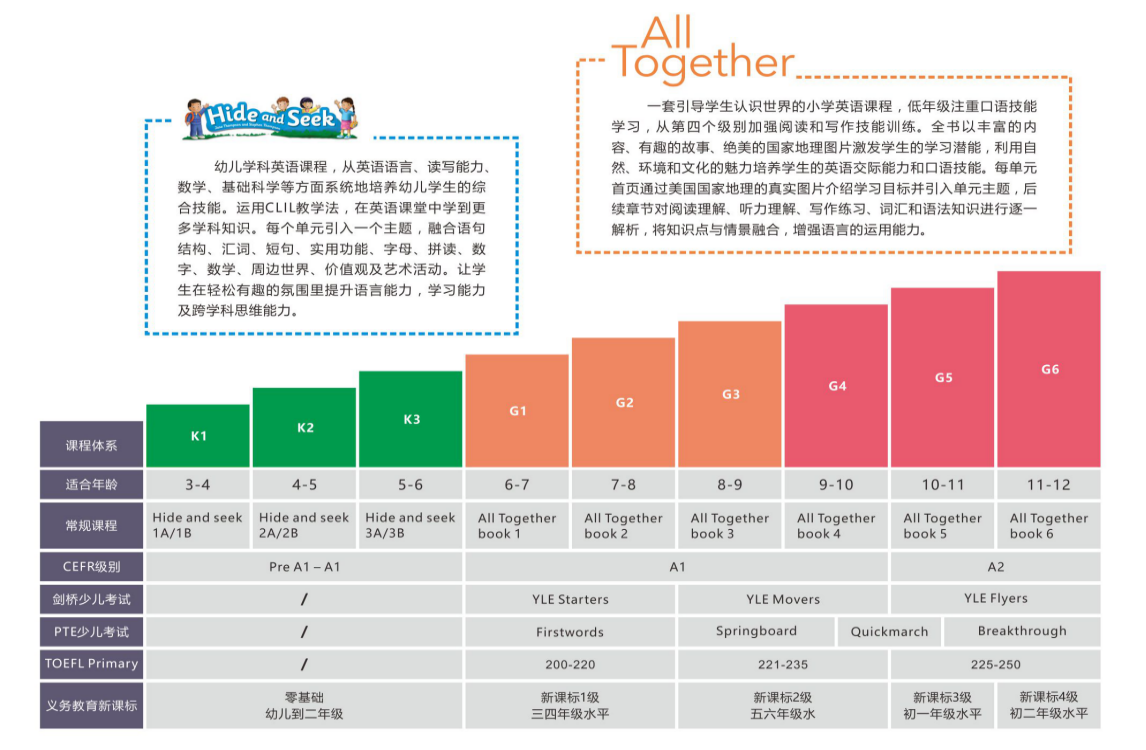 All
Together
一套引导学生认识世界的小学英语课程，低年级注重口语技能
学习，从第四个级别加强阅读和写作技能训练。全书以丰富的内
容、有趣的故事、绝美的国家地理图片激发学生的学习潜能，利用自
然、环境和文化的魅力培养学生的英语交际能力和口语技能。每单元
首页通过美国国家地理的真实图片介绍学习目标并引入单元主题，后
续章节对阅读理解、听力理解、写作练习、词汇和语法知识进行逐一
解析，将知识点与情景融合，增强语言的运用能力。
Hide and Seek
幼儿学科英语课程，从英语语言、读写能力、
数学、基础科学等方面系统地培养幼儿学生的综
合技能。运用CLIL教学法，在英语课堂中学到更
多学科知识。每个单元引入一个主题，融合语句
结构、汇词、短句、实用功能、字母、拼读、数
字、数学、周边世界、价值观及艺术活动。让学
生在轻松有趣的氛围里提升语言能力，学习能力
及跨学科思维能力。
课程体系 K1 K2 K3 G1 G2 G3 G4 G5 G6
适合年龄 3-4 4-5 5-6 6-7 7-8 8-9 9-10 10-11 11-12
常规课程 Hide and seek 1A/1B Hide and seek 2A/2B Hide and seek 3A/3B All Together book 1 All Together book 2 All Together book 3 All Together book 4 All Together book 5 All Together book 6
CEFR级别 Pre A1 – A1 A1 A2
剑桥少儿考试 / YLE Starters YLE Movers YLE Flyers
PTE少儿考试 / Firstwords Springboard Quickmarch Breakthrough
TOEFL Primary / 200-220 221-235 225-250
义务教育新课标 零基础 幼儿到二年级 新课标1级 三四年级水平 新课标2级 五六年级水 新课标3级 初一年级水平 新课标4级 初二年级水平